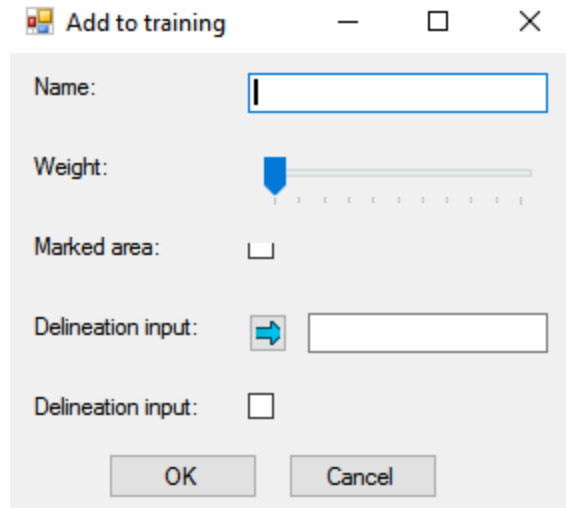 Add to training
Name:
Weight:
Marked area:
Delineation input:
Delineation input:
OK Cancel